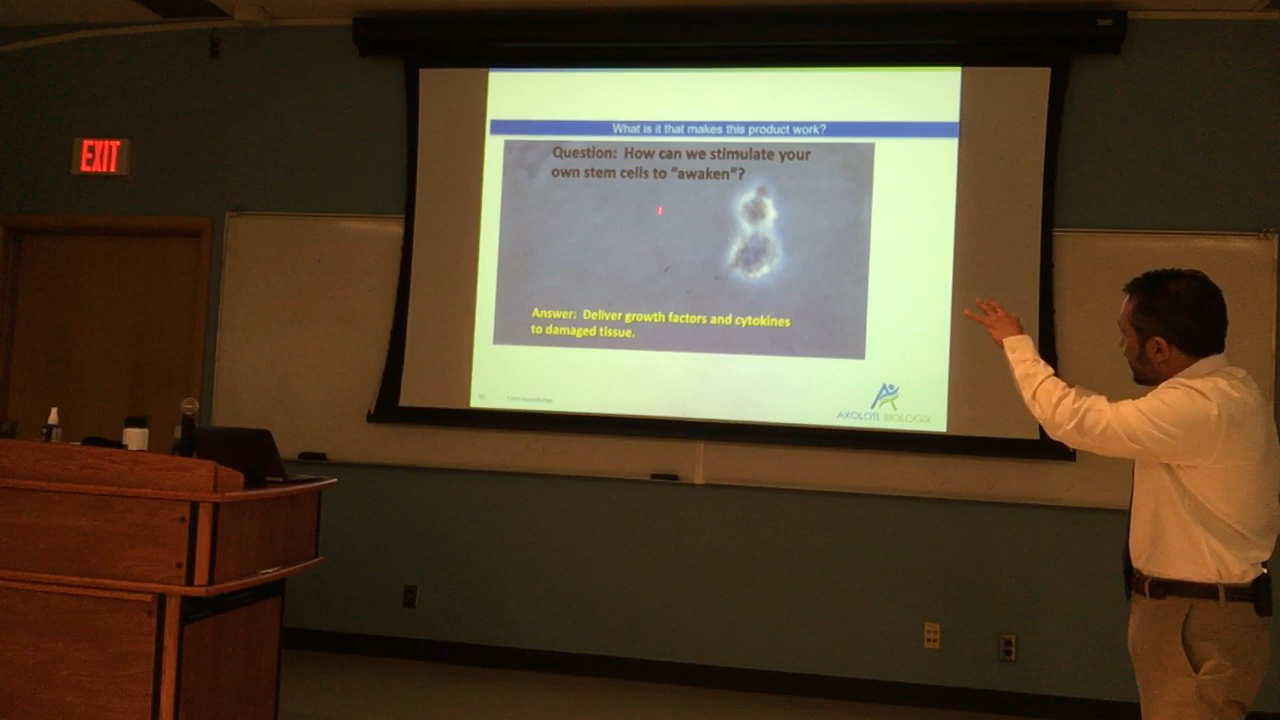 EXIT
What is it that makes this product work?
Question: How can we stimulate your
own stem cells to "awaken"?
Answer: Deliver growth factors and cytokines
to damaged tissue.
AXOLOTL BIOLOGIX